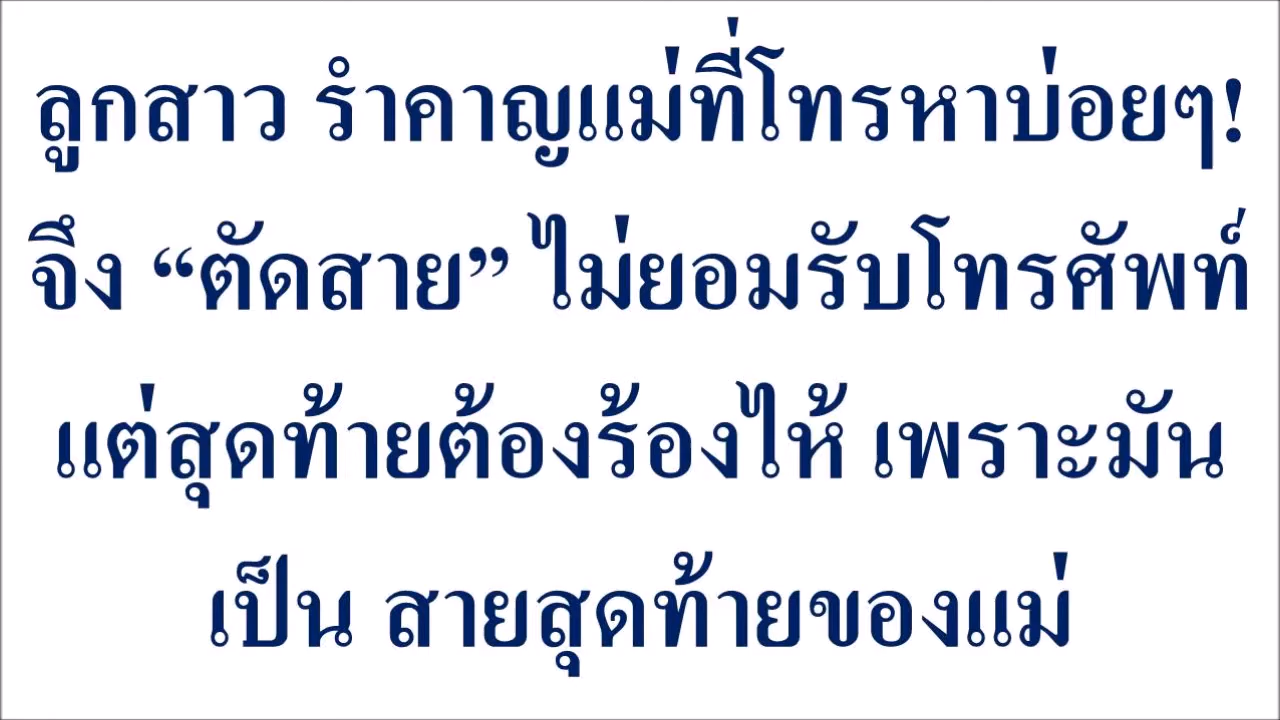 ลูกสาว รำคาญแม่ที่โทรหาบ่อยๆ!
จึง “ตัดสาย” ไม่ยอมรับโทรศัพท์
แต่สุดท้ายต้องร้องไห้ เพราะมัน
เป็น สายสุดท้ายของแม่